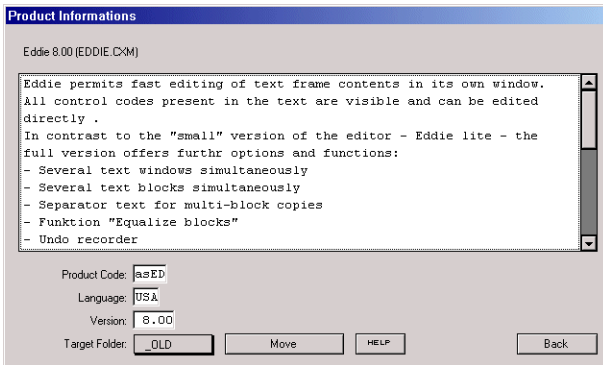 Product Informations
Eddie 8.00 (EDDIE.CXM)
Eddie permits fast editing of text frame contents in its own window.
All control codes present in the text are visible and can be edited
directly .
In contrast to the "small" version of the editor - Eddie lite - the
full version offers furthr options and functions:
- Several text windows simultaneously
- Several text blocks simultaneously
- Separator text for multi-block copies
- Funktion "Equalize blocks"
- Undo recorder
Product Code: asED
Language: USA
Version: 8.00
Target Folder: _OLD Move HELP Back